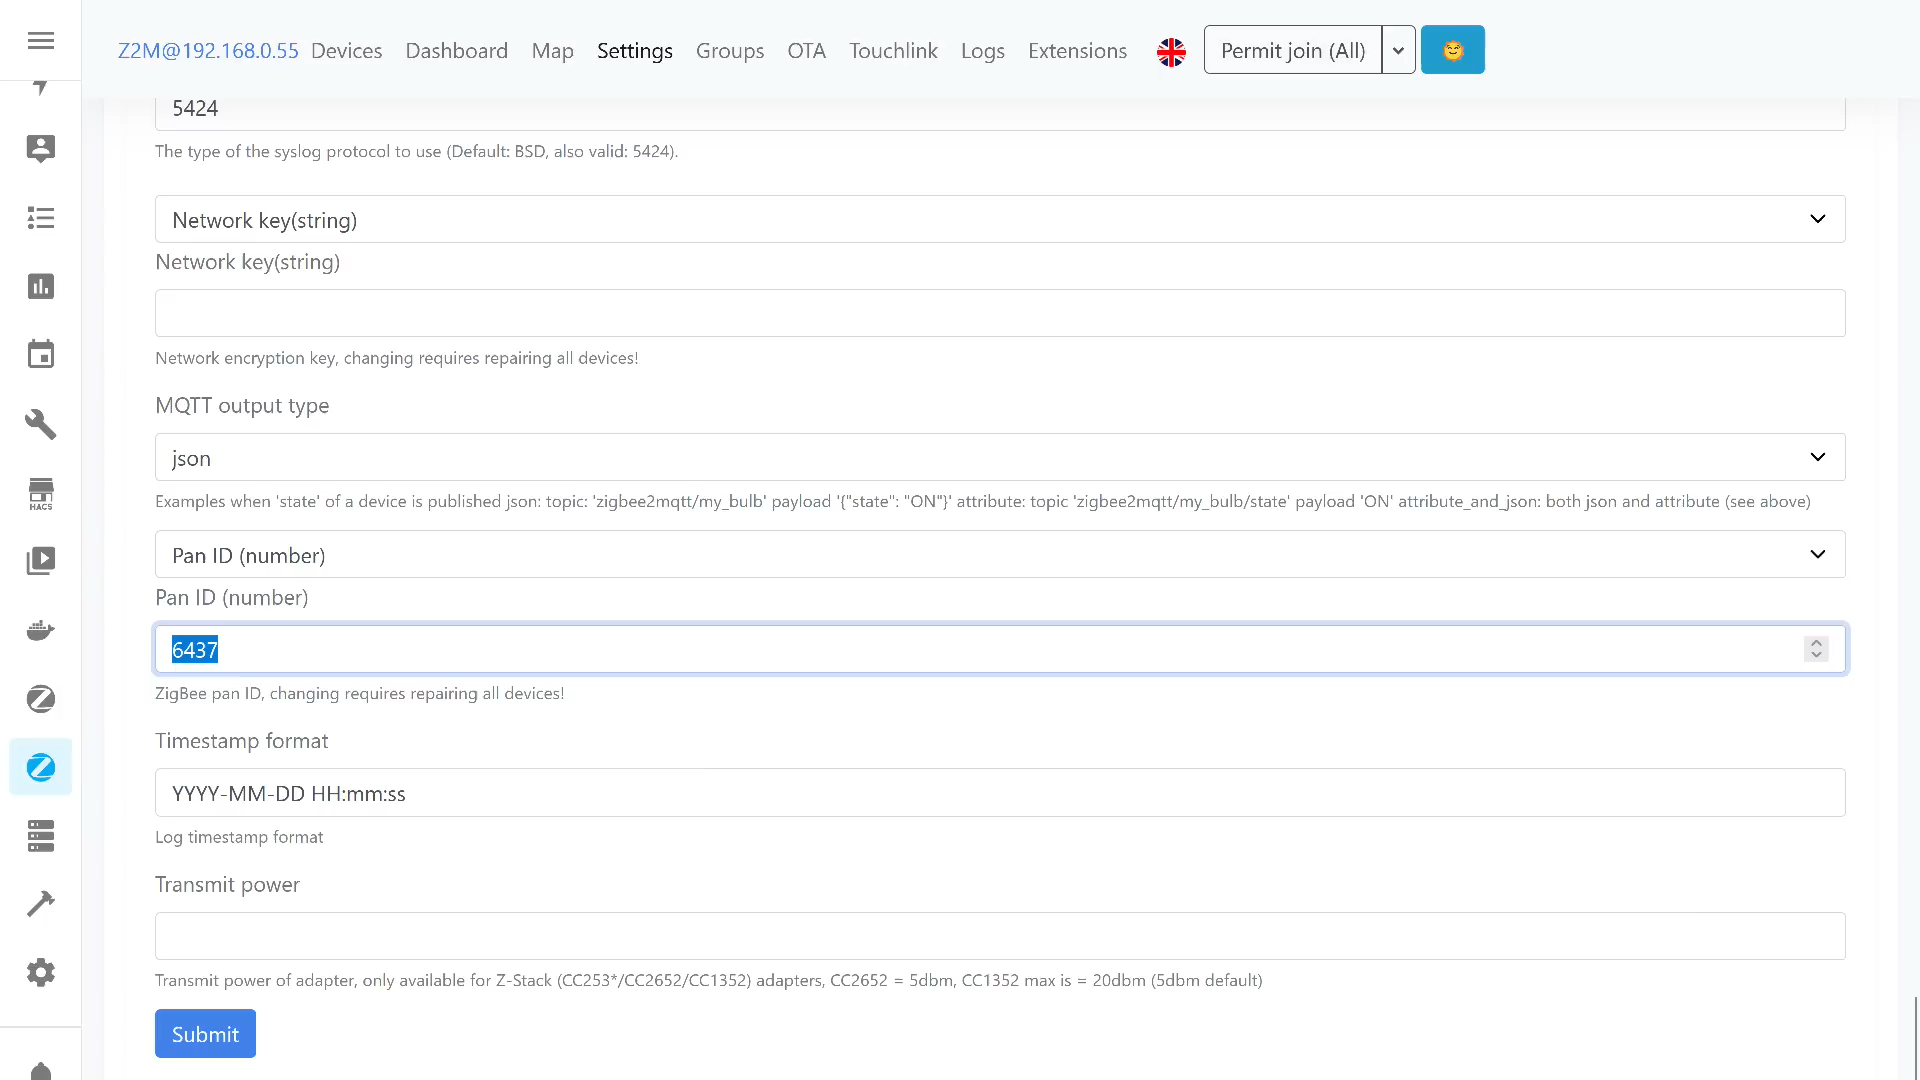 Z2M@192.168.0.55 Devices Dashboard Map Settings Groups OTA Touchlink Logs Extensions Permit join (All)
5424
The type of the syslog protocol to use (Default: BSD, also valid: 5424).
Network key(string)
Network key(string)
Network encryption key, changing requires repairing all devices!
MQTT output type
json
Examples when 'state' of a device is published json: topic: 'zigbee2mqtt/my_bulb' payload '{"state": "ON"}' attribute: topic 'zigbee2mqtt/my_bulb/state' payload 'ON' attribute_and_json: both json and attribute (see above)
HACS
Pan ID (number)
Pan ID (number)
6437
ZigBee pan ID, changing requires repairing all devices!
Timestamp format
YYYY-MM-DD HH:mm:ss
Log timestamp format
Transmit power
Transmit power of adapter, only available for Z-Stack (CC253*/CC2652/CC1352) adapters, CC2652 = 5dbm, CC1352 max is = 20dbm (5dbm default)
Submit